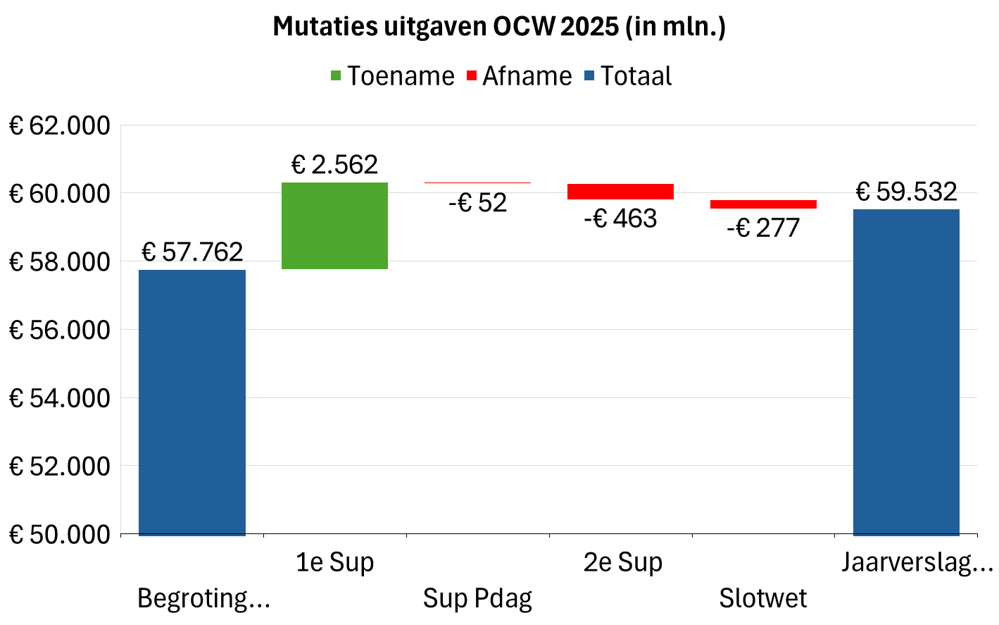 Mutaties uitgaven OCW 2025 (in mln.)
Toename Afname Totaal
€ 62.000
€ 60.000
€ 58.000
€ 56.000
€ 54.000
€ 52.000
€ 50.000
€ 57.762
€ 2.562
-€ 52
-€ 463
-€ 277
€ 59.532
Begroting...
1e Sup
Sup Pdag
2e Sup
Slotwet
Jaarverslag...